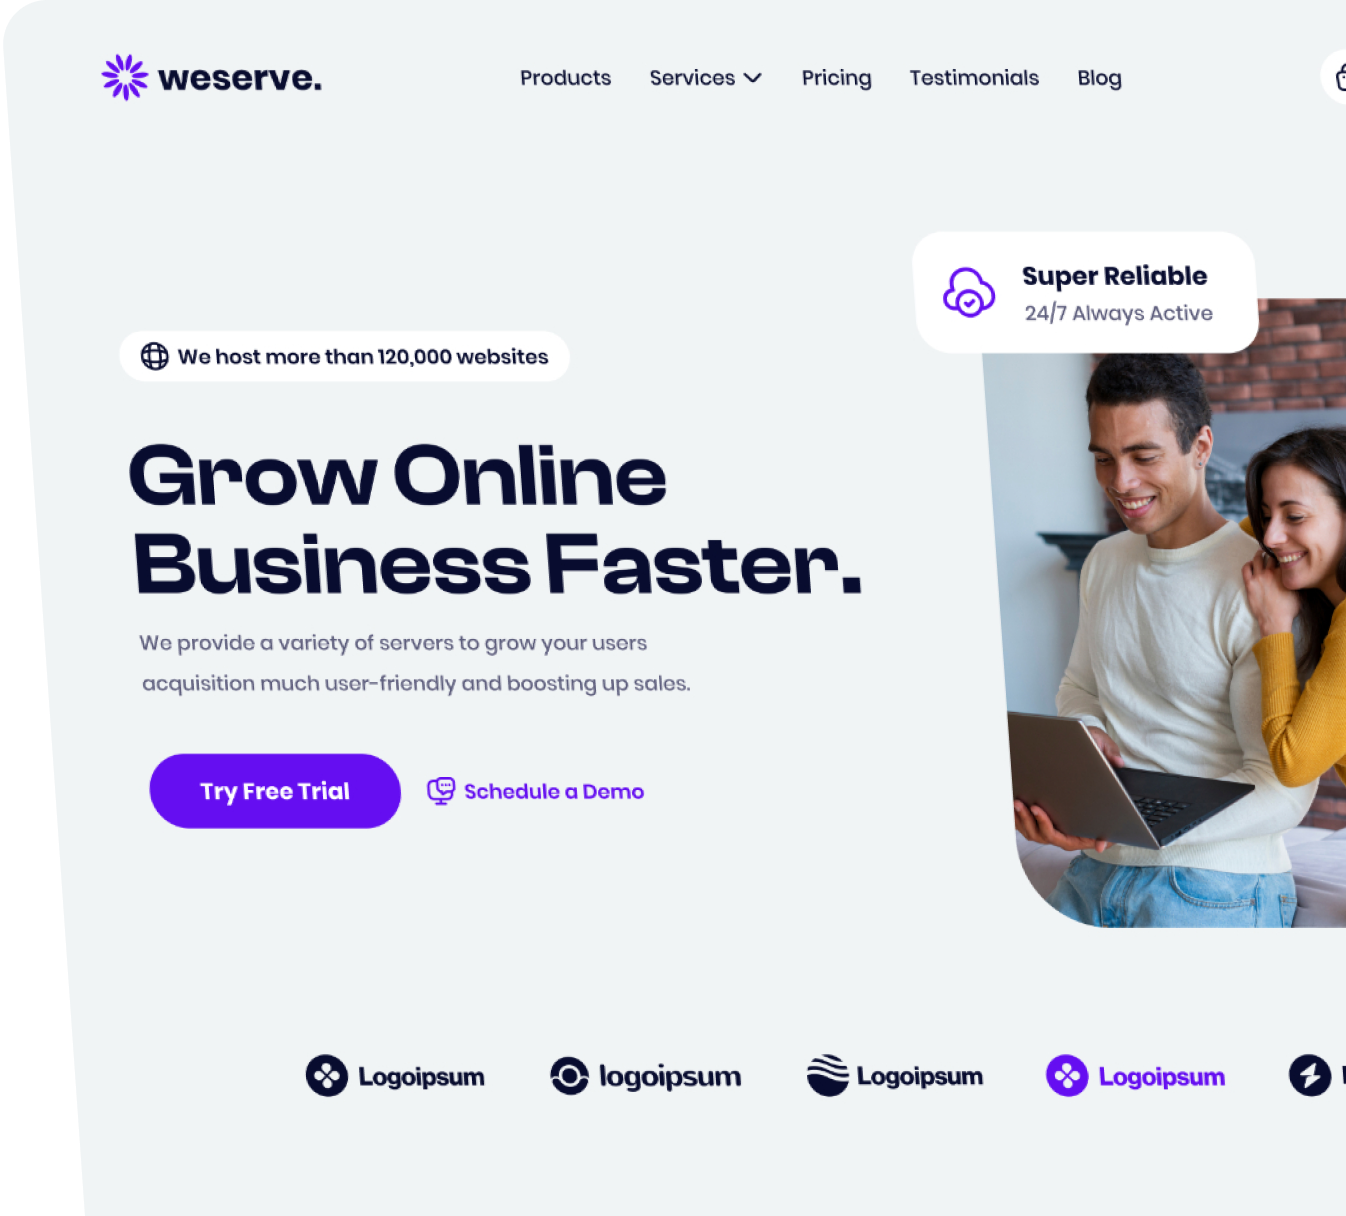 weserve.
Products Services Pricing Testimonials Blog
Super Reliable
24/7 Always Active
We host more than 120,000 websites
Grow Online
Business Faster.
We provide a variety of servers to grow your users
acquisition much user-friendly and boosting up sales.
Try Free Trial
Schedule a Demo
Logoipsum logoipsum Logoipsum Logoipsum